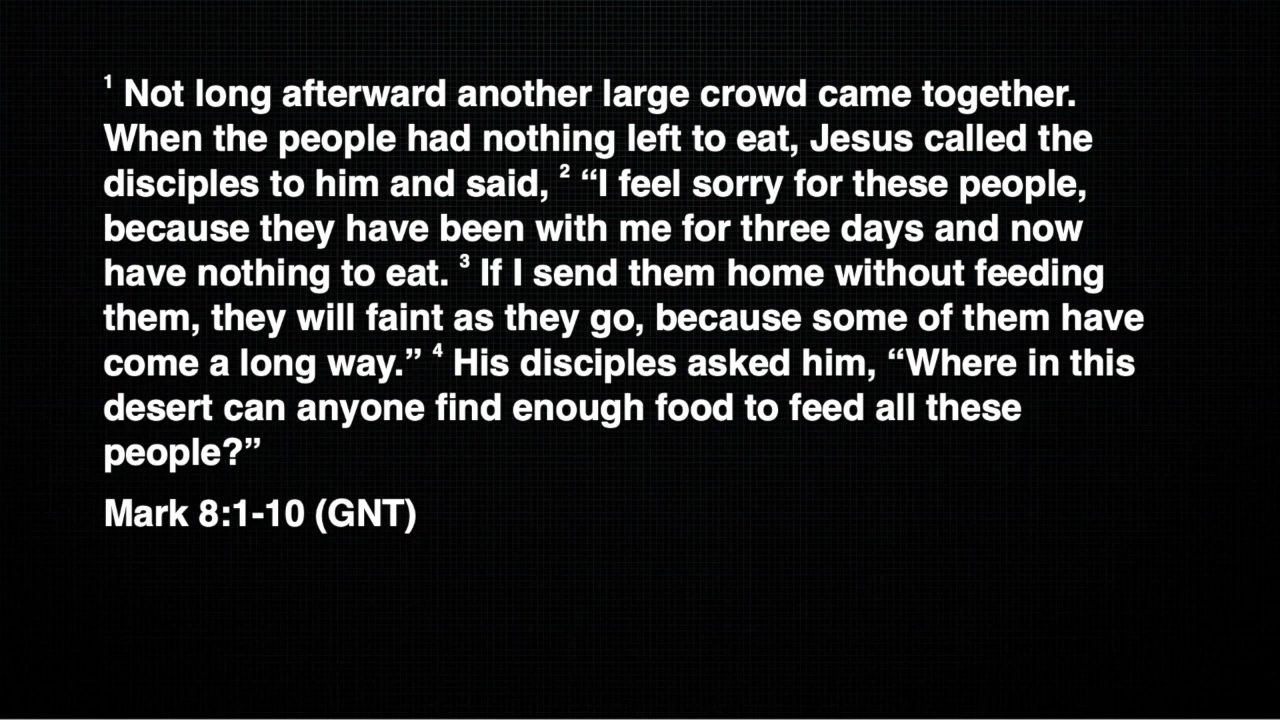 ¹ Not long afterward another large crowd came together.
When the people had nothing left to eat, Jesus called the
disciples to him and said, ² “I feel sorry for these people,
because they have been with me for three days and now
have nothing to eat. ³ If I send them home without feeding
them, they will faint as they go, because some of them have
come a long way.” ⁴ His disciples asked him, “Where in this
desert can anyone find enough food to feed all these
people?”
Mark 8:1-10 (GNT)